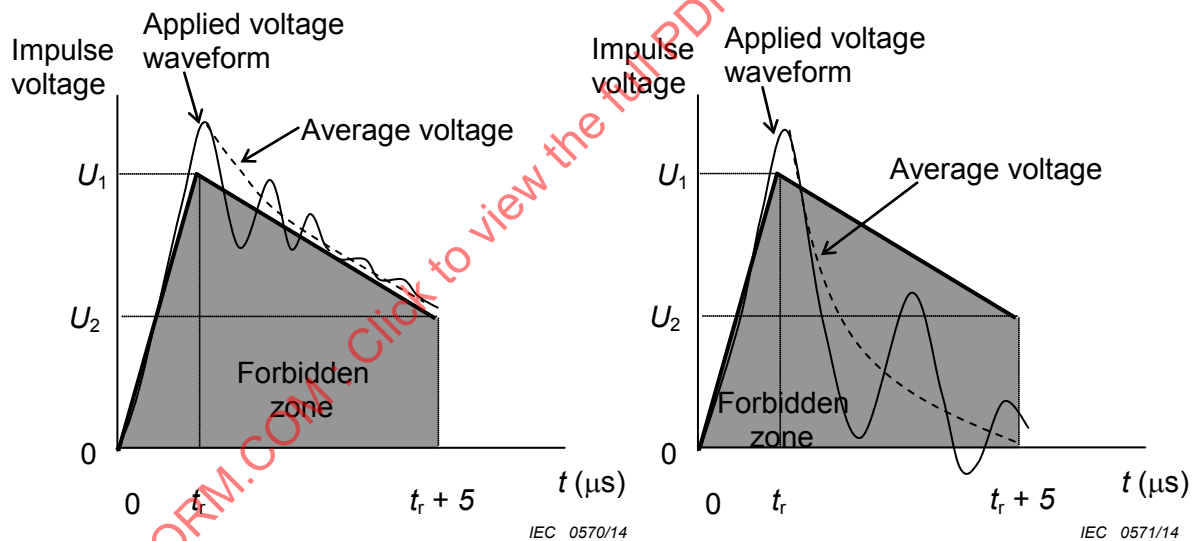 Impulse
voltage
Applied voltage
waveform
Average voltage
U1
U2
Forbidden
zone
0
0
tr
tr + 5
t (μs)
IEC 0570/14
Impulse
voltage
Applied voltage
waveform
Average voltage
U1
U2
Forbidden
zone
0
0
tr
tr + 5
t (μs)
IEC 0571/14
ORM.COM : Click to view the full PDF